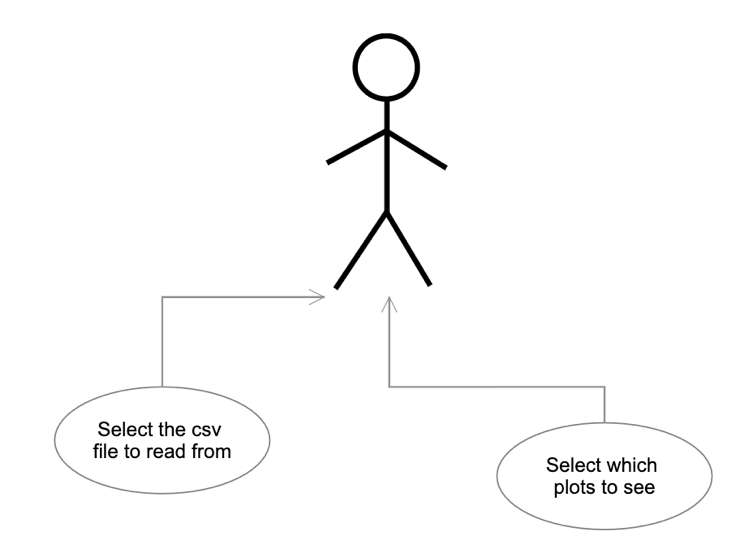 Select the csv
file to read from
Select which
plots to see